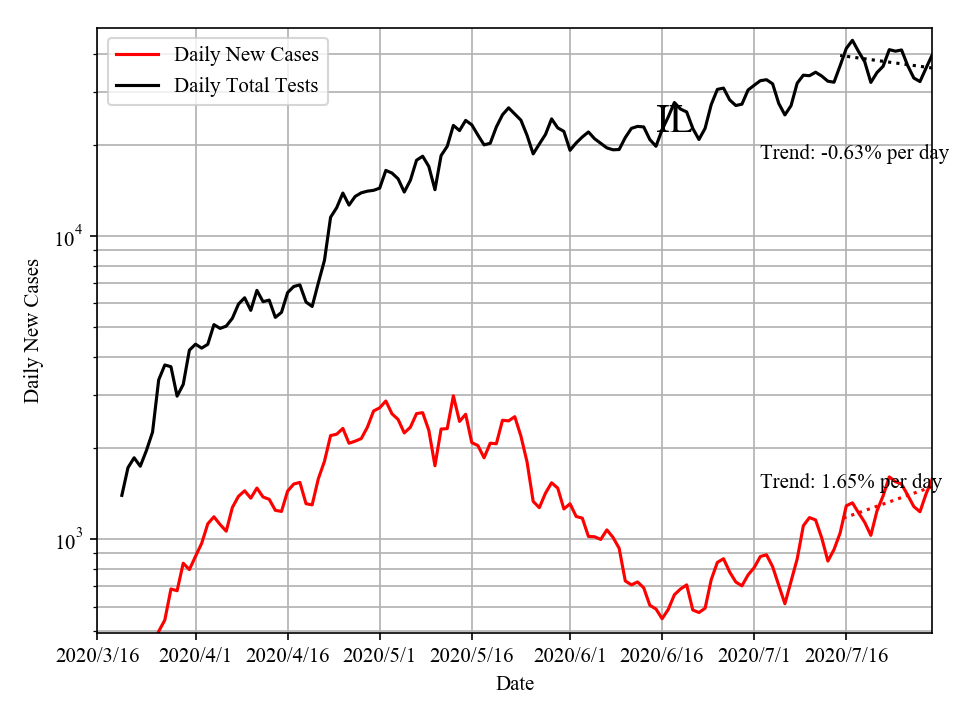 Daily New Cases
Daily Total Tests
IL
Trend: -0.63% per day
Trend: 1.65% per day
10^4
10^3
Daily New Cases
2020/3/16 2020/4/1 2020/4/16 2020/5/1 2020/5/16 2020/6/1 2020/6/16 2020/7/1 2020/7/16
Date